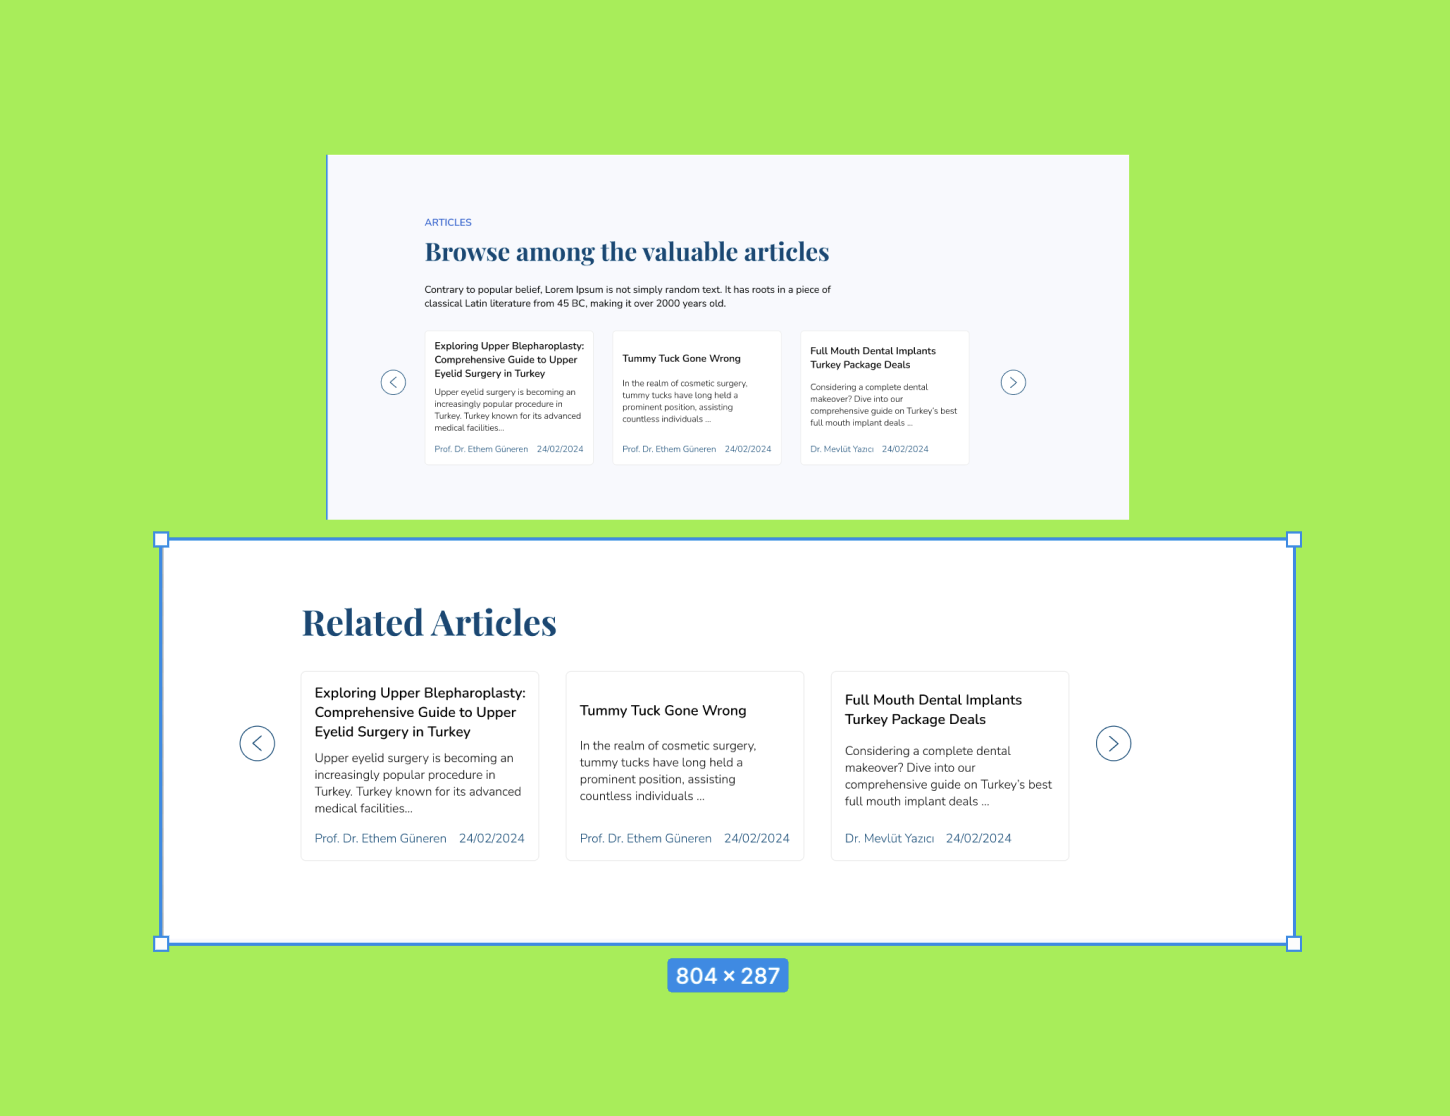 ARTICLES
Browse among the valuable articles
Contrary to popular belief, Lorem Ipsum is not simply random text. It has roots in a piece of
classical Latin literature from 45 BC, making it over 2000 years old.
Exploring Upper Blepharoplasty:
Comprehensive Guide to Upper
Eyelid Surgery in Turkey
Upper eyelid surgery is becoming an
increasingly popular procedure in
Turkey. Turkey known for its advanced
medical facilities...
Prof. Dr. Ethem Güneren 24/02/2024
Tummy Tuck Gone Wrong
In the realm of cosmetic surgery,
tummy tucks have long held a
prominent position, assisting
countless individuals ...
Prof. Dr. Ethem Güneren 24/02/2024
Full Mouth Dental Implants
Turkey Package Deals
Considering a complete dental
makeover? Dive into our
comprehensive guide on Turkey's best
full mouth implant deals ...
Dr. Mevlüt Yazıcı 24/02/2024
Related Articles
Exploring Upper Blepharoplasty:
Comprehensive Guide to Upper
Eyelid Surgery in Turkey
Upper eyelid surgery is becoming an
increasingly popular procedure in
Turkey. Turkey known for its advanced
medical facilities...
Prof. Dr. Ethem Güneren 24/02/2024
Tummy Tuck Gone Wrong
In the realm of cosmetic surgery,
tummy tucks have long held a
prominent position, assisting
countless individuals ...
Prof. Dr. Ethem Güneren 24/02/2024
Full Mouth Dental Implants
Turkey Package Deals
Considering a complete dental
makeover? Dive into our
comprehensive guide on Turkey's best
full mouth implant deals ...
Dr. Mevlüt Yazıcı 24/02/2024
804 × 287